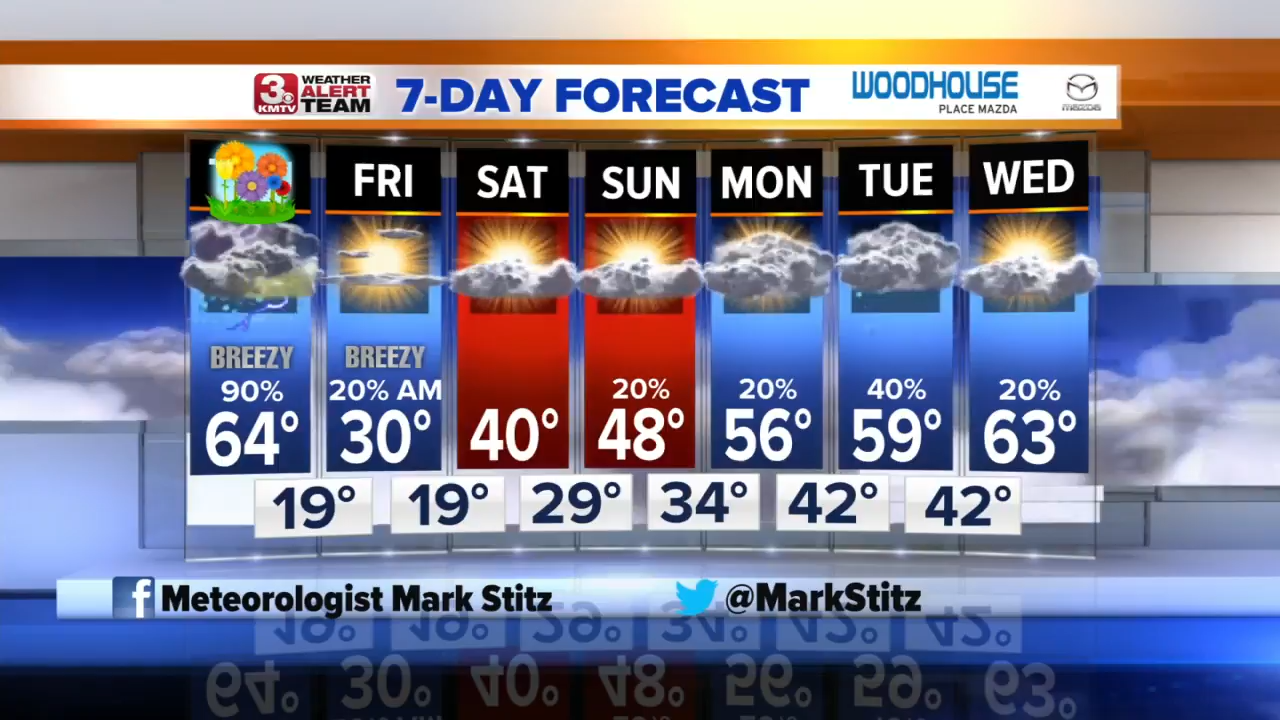 3 KMTV WEATHER ALERT TEAM
7-DAY FORECAST
WOODHOUSE
PLACE MAZDA
FRI SAT SUN MON TUE WED
BREEZY BREEZY
90% 20% AM 20% 20% 40% 20%
64° 30° 40° 48° 56° 59° 63°
19° 19° 29° 34° 42° 42°
f Meteorologist Mark Stitz @MarkStitz